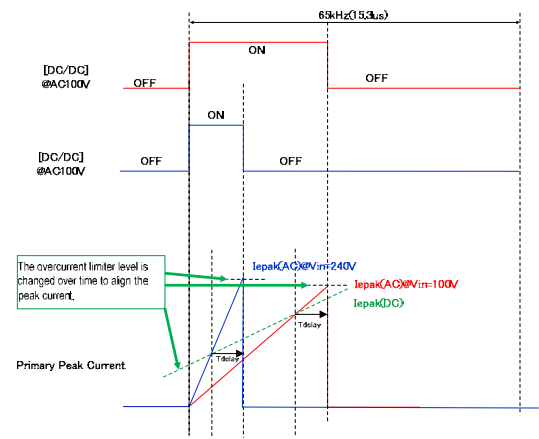 65kHz(15.3us)
ON
[DC/DC]
@AC100V
OFF
OFF
ON
[DC/DC]
@AC100V
OFF
OFF
The overcurrent limiter level is
changed over time to align the
peak current.
Iepak(AC)@Vin=240V
Iepak(AC)@Vin=100V
Iepak(DC)
Tdelay
Tdelay
Primary Peak Current